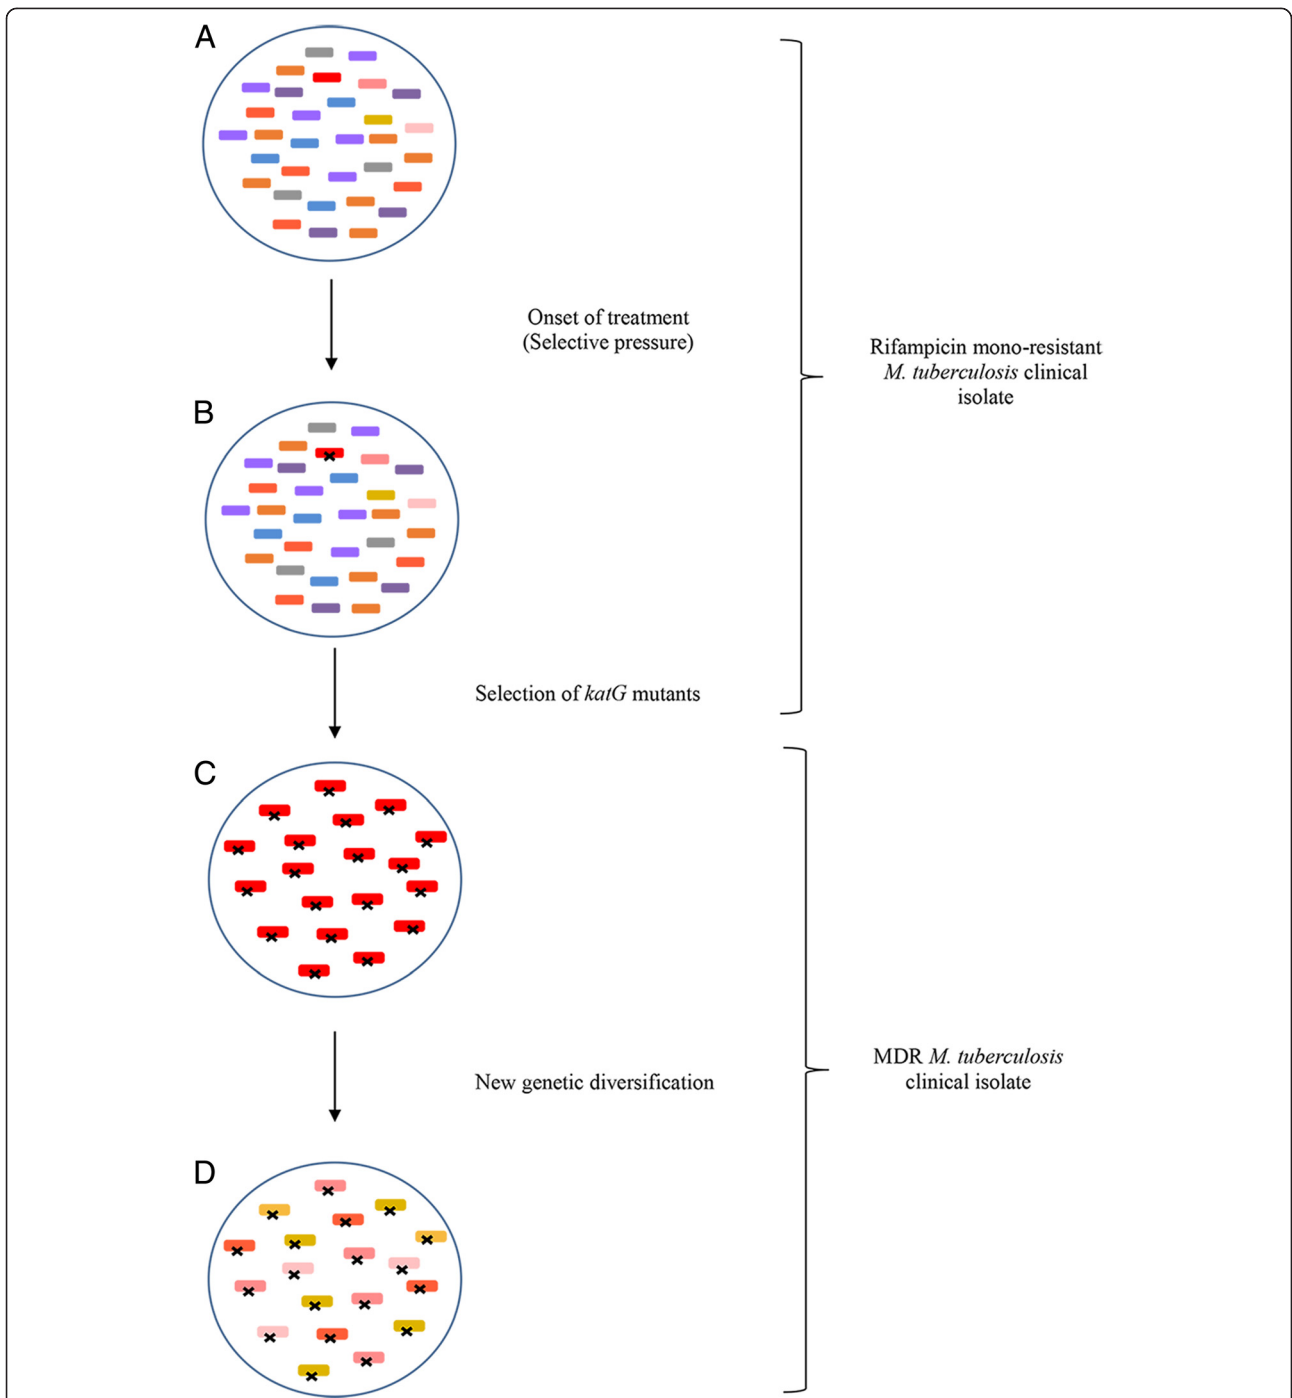 A
Onset of treatment
(Selective pressure)
Rifampicin mono-resistant
M. tuberculosis clinical
isolate
B
Selection of katG mutants
C
New genetic diversification
MDR M. tuberculosis
clinical isolate
D